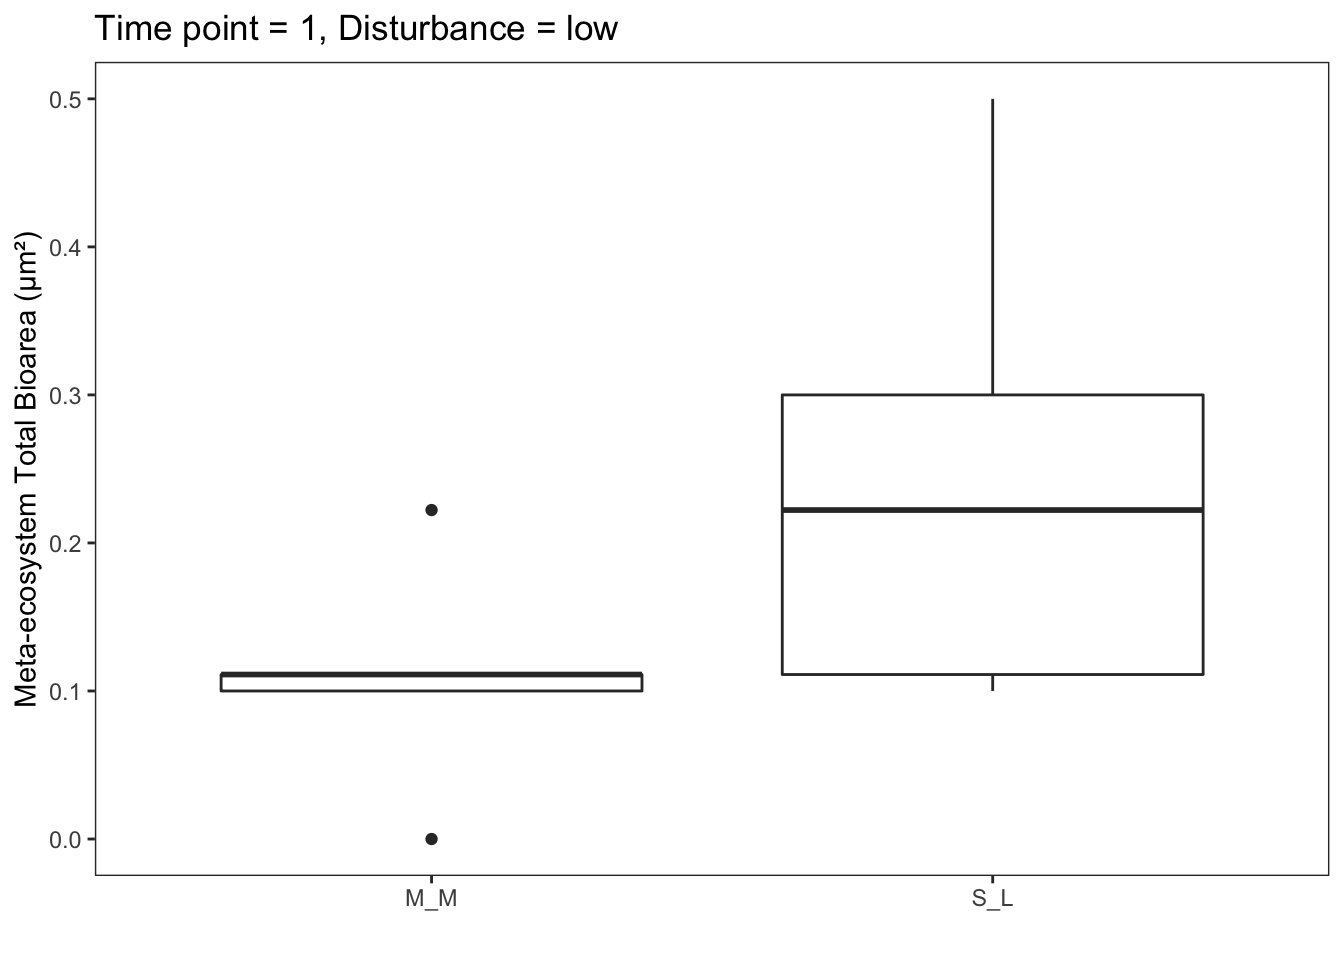 Time point = 1, Disturbance = low
Meta-ecosystem Total Bioarea (µm²)
0.5
0.4
0.3
0.2
0.1
0.0
M_M
S_L